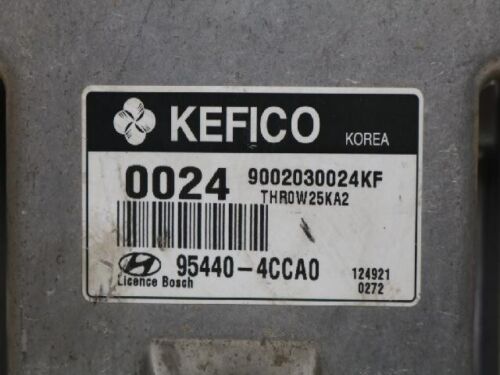 KEFICO KOREA
0024 9002030024KF
THR0W25KA2
95440-4CCA0 124921
Licence Bosch 0272